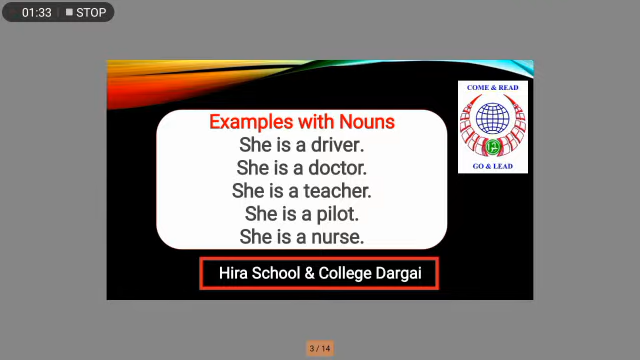 01:33 STOP
COME & READ
Examples with Nouns
She is a driver.
She is a doctor.
She is a teacher.
She is a pilot.
She is a nurse.
GO & LEAD
Hira School & College Dargai
3 / 14